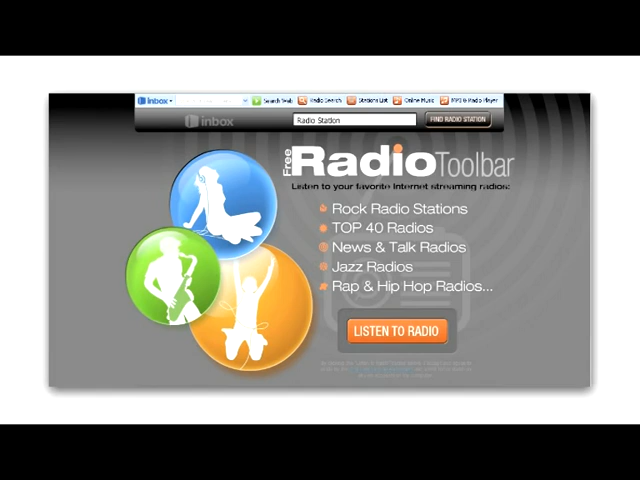 inbox Search Web Radio Search Stations List Online Music MP3 & Radio Player
inbox Radio Station FIND RADIO STATION
Free Radio Toolbar
Listen to your favorite Internet streaming radios:
Rock Radio Stations
TOP 40 Radios
News & Talk Radios
Jazz Radios
Rap & Hip Hop Radios...
LISTEN TO RADIO